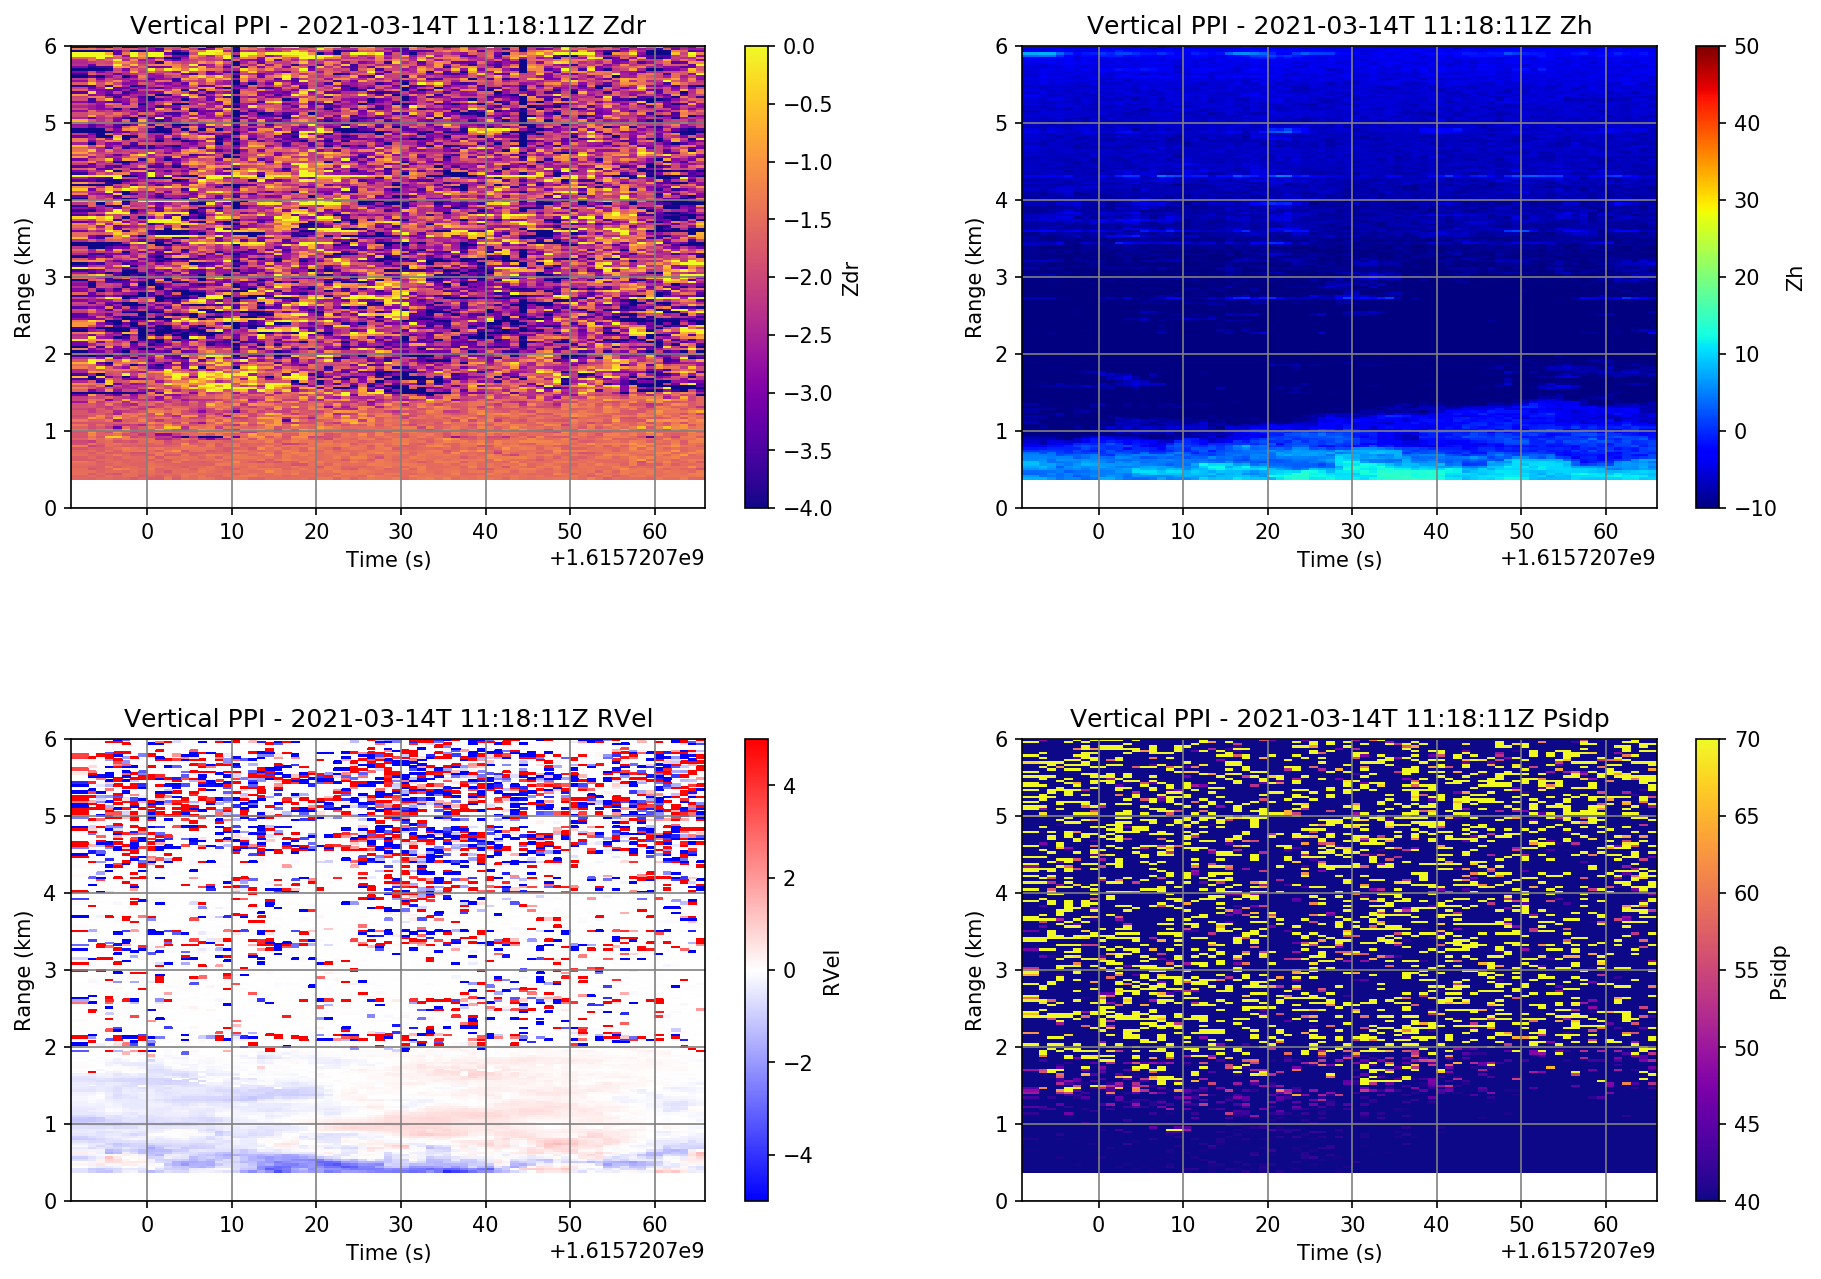 Vertical PPI - 2021-03-14T 11:18:11Z Zdr
6
5
4
3
2
1
0
Range (km)
0 10 20 30 40 50 60
Time (s)
+1.6157207e9
0.0
−0.5
−1.0
−1.5
−2.0
−2.5
−3.0
−3.5
−4.0
Zdr
Vertical PPI - 2021-03-14T 11:18:11Z Zh
6
5
4
3
2
1
0
Range (km)
0 10 20 30 40 50 60
Time (s)
+1.6157207e9
50
40
30
20
10
0
−10
Zh
Vertical PPI - 2021-03-14T 11:18:11Z RVel
6
5
4
3
2
1
0
Range (km)
0 10 20 30 40 50 60
Time (s)
+1.6157207e9
4
2
0
−2
−4
RVel
Vertical PPI - 2021-03-14T 11:18:11Z Psidp
6
5
4
3
2
1
0
Range (km)
0 10 20 30 40 50 60
Time (s)
+1.6157207e9
70
65
60
55
50
45
40
Psidp